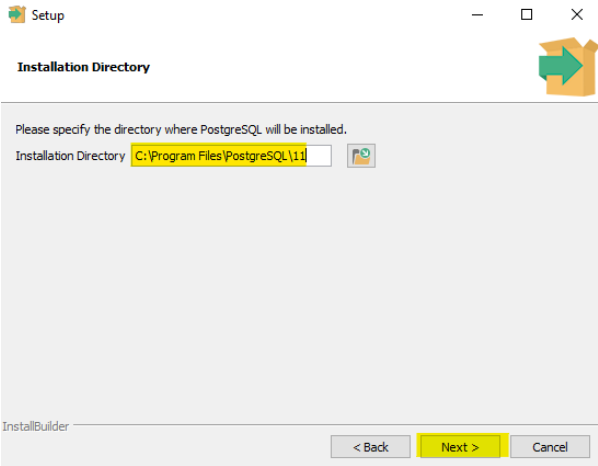 Setup
Installation Directory
Please specify the directory where PostgreSQL will be installed.
Installation Directory C:\Program Files\PostgreSQL\11
InstallBuilder
< Back Next > Cancel